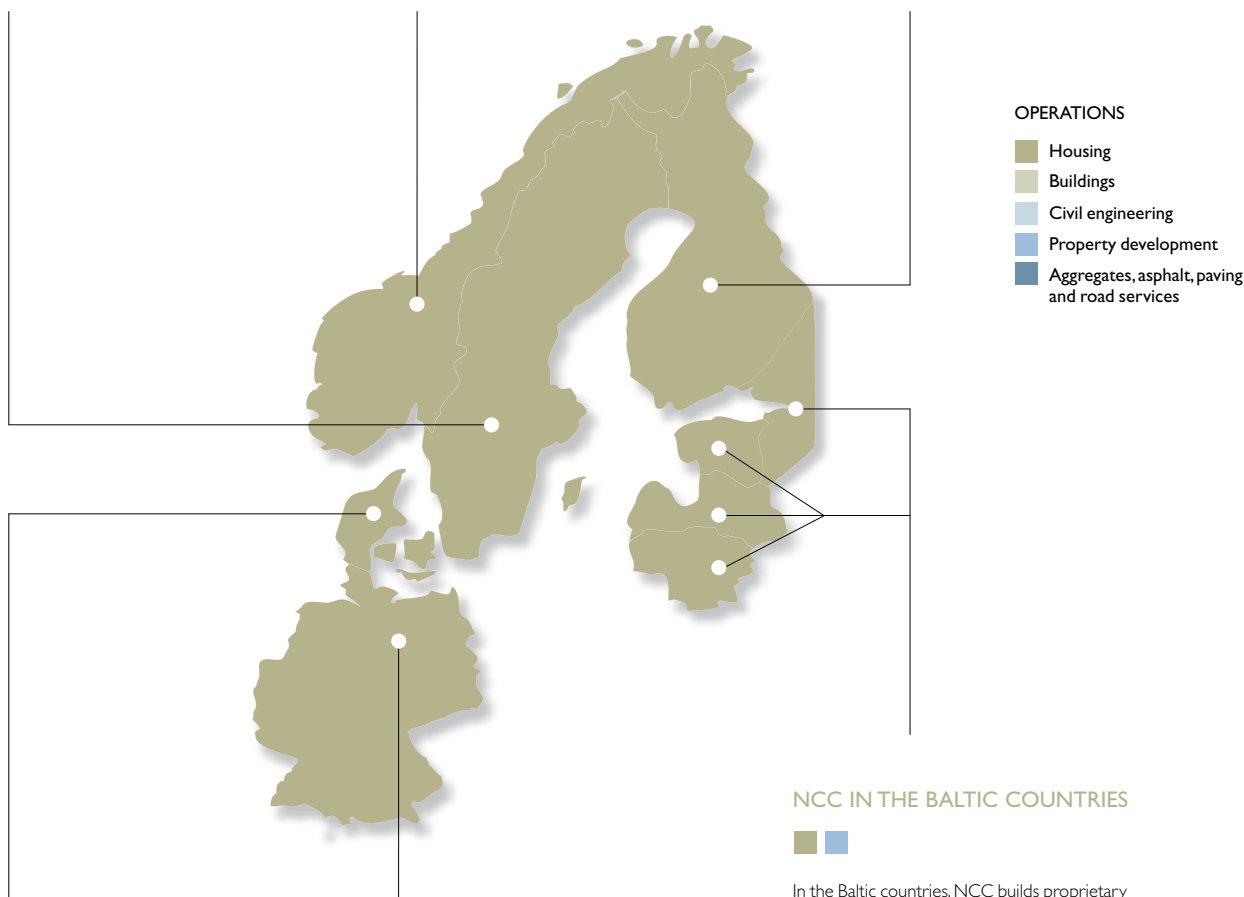 OPERATIONS
Housing
Buildings
Civil engineering
Property development
Aggregates, asphalt, paving
and road services
NCC IN THE BALTIC COUNTRIES
In the Baltic countries, NCC builds proprietary